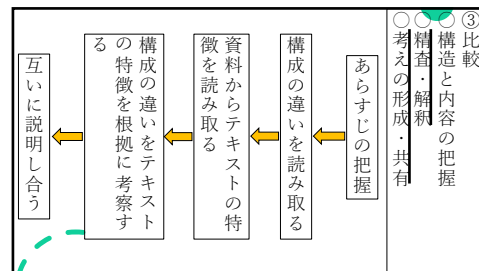 ③比較
○構造と内容の把握
○精査・解釈
○考えの形成・共有
あらすじの把握
構成の違いを読み取る
資料からテキストの特
徴を読み取る
構成の違いをテキスト
の特徴を根拠に考察す
る
互いに説明し合う